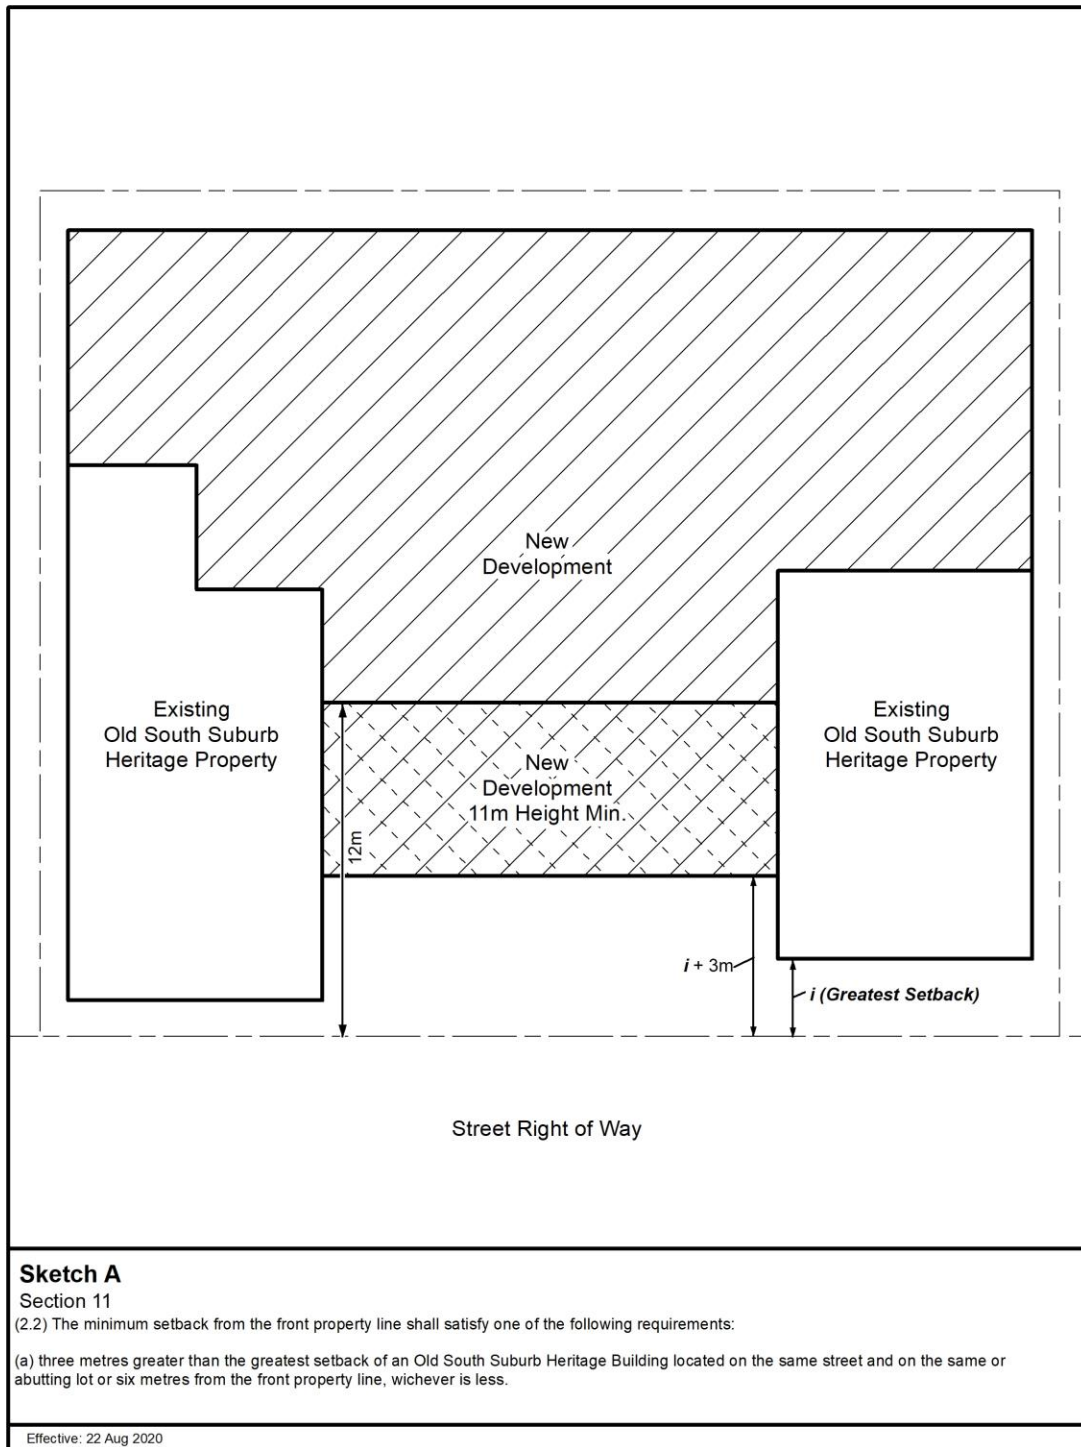 New
Development
Existing
Old South Suburb
Heritage Property
Existing
Old South Suburb
Heritage Property
New
Development
11m Height Min.
12m
i + 3m
i (Greatest Setback)
Street Right of Way
Sketch A
Section 11
(2.2) The minimum setback from the front property line shall satisfy one of the following requirements:
(a) three metres greater than the greatest setback of an Old South Suburb Heritage Building located on the same street and on the same or
abutting lot or six metres from the front property line, wichever is less.
Effective: 22 Aug 2020